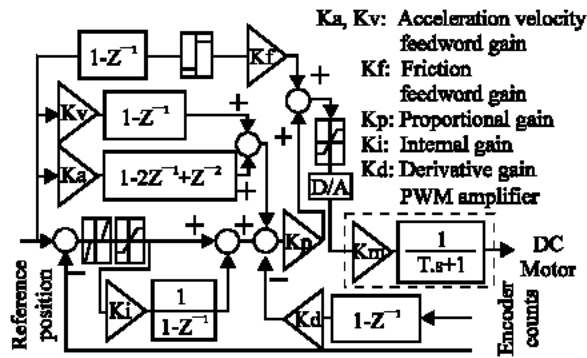 Ka, Kv: Acceleration velocity
feedword gain
Kf: Friction
feedword gain
Kp: Proportional gain
Ki: Internal gain
Kd: Derivative gain
PWM amplifier
1-Z⁻¹
Kf
+
Kv
1-Z⁻¹
+
+
Ka
1-2Z⁻¹+Z⁻²
+
D/A
+
+
Kp
Km
1
T.s+1
DC
Motor
Reference
position
−
Ki
1
1-Z⁻¹
−
Kd
1-Z⁻¹
Encoder
counts